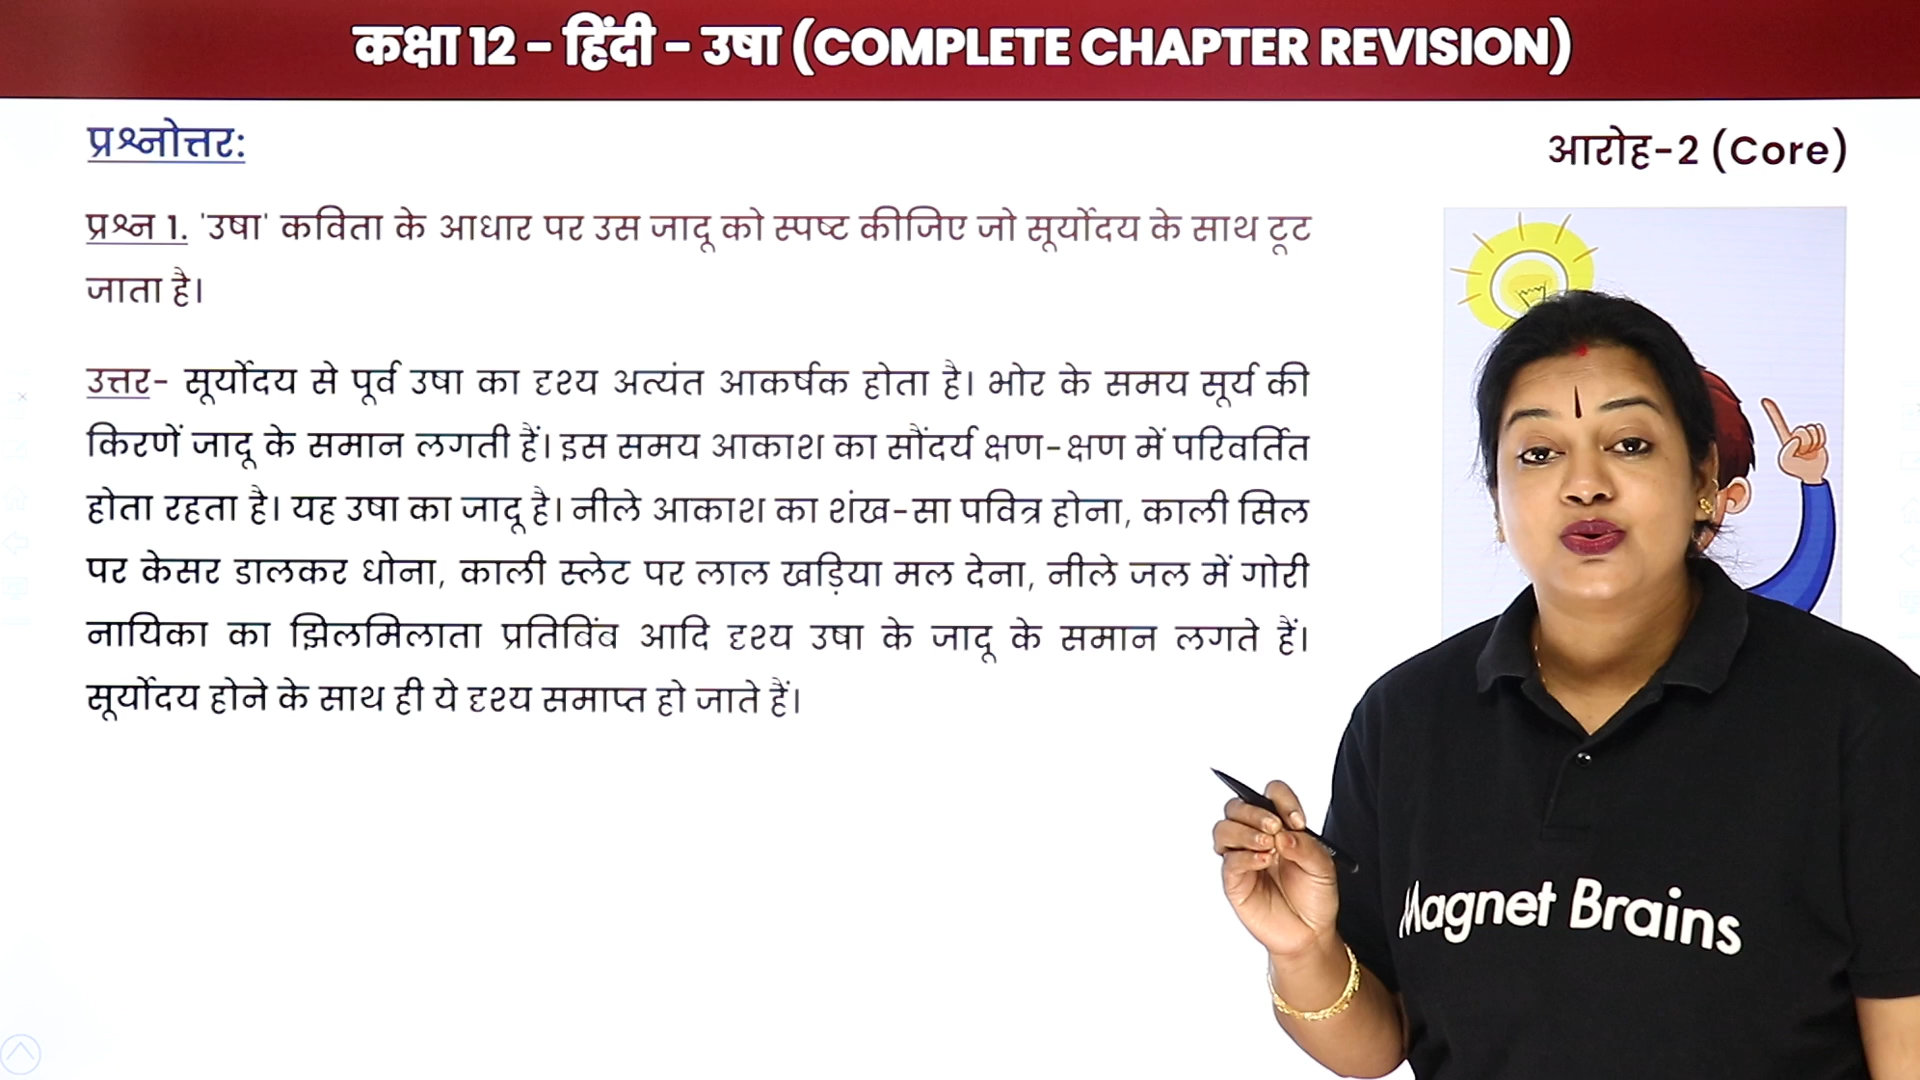 कक्षा 12 - हिंदी - उषा (COMPLETE CHAPTER REVISION)
प्रश्नोत्तर:
आरोह-2 (Core)
प्रश्न 1. 'उषा' कविता के आधार पर उस जादू को स्पष्ट कीजिए जो सूर्योदय के साथ टूट
जाता है।
उत्तर- सूर्योदय से पूर्व उषा का दृश्य अत्यंत आकर्षक होता है। भोर के समय सूर्य की
किरणें जादू के समान लगती हैं। इस समय आकाश का सौंदर्य क्षण-क्षण में परिवर्तित
होता रहता है। यह उषा का जादू है। नीले आकाश का शंख-सा पवित्र होना, काली सिल
पर केसर डालकर धोना, काली स्लेट पर लाल खड़िया मल देना, नीले जल में गोरी
नायिका का झिलमिलाता प्रतिबिंब आदि दृश्य उषा के जादू के समान लगते हैं।
सूर्योदय होने के साथ ही ये दृश्य समाप्त हो जाते हैं।
Magnet Brains